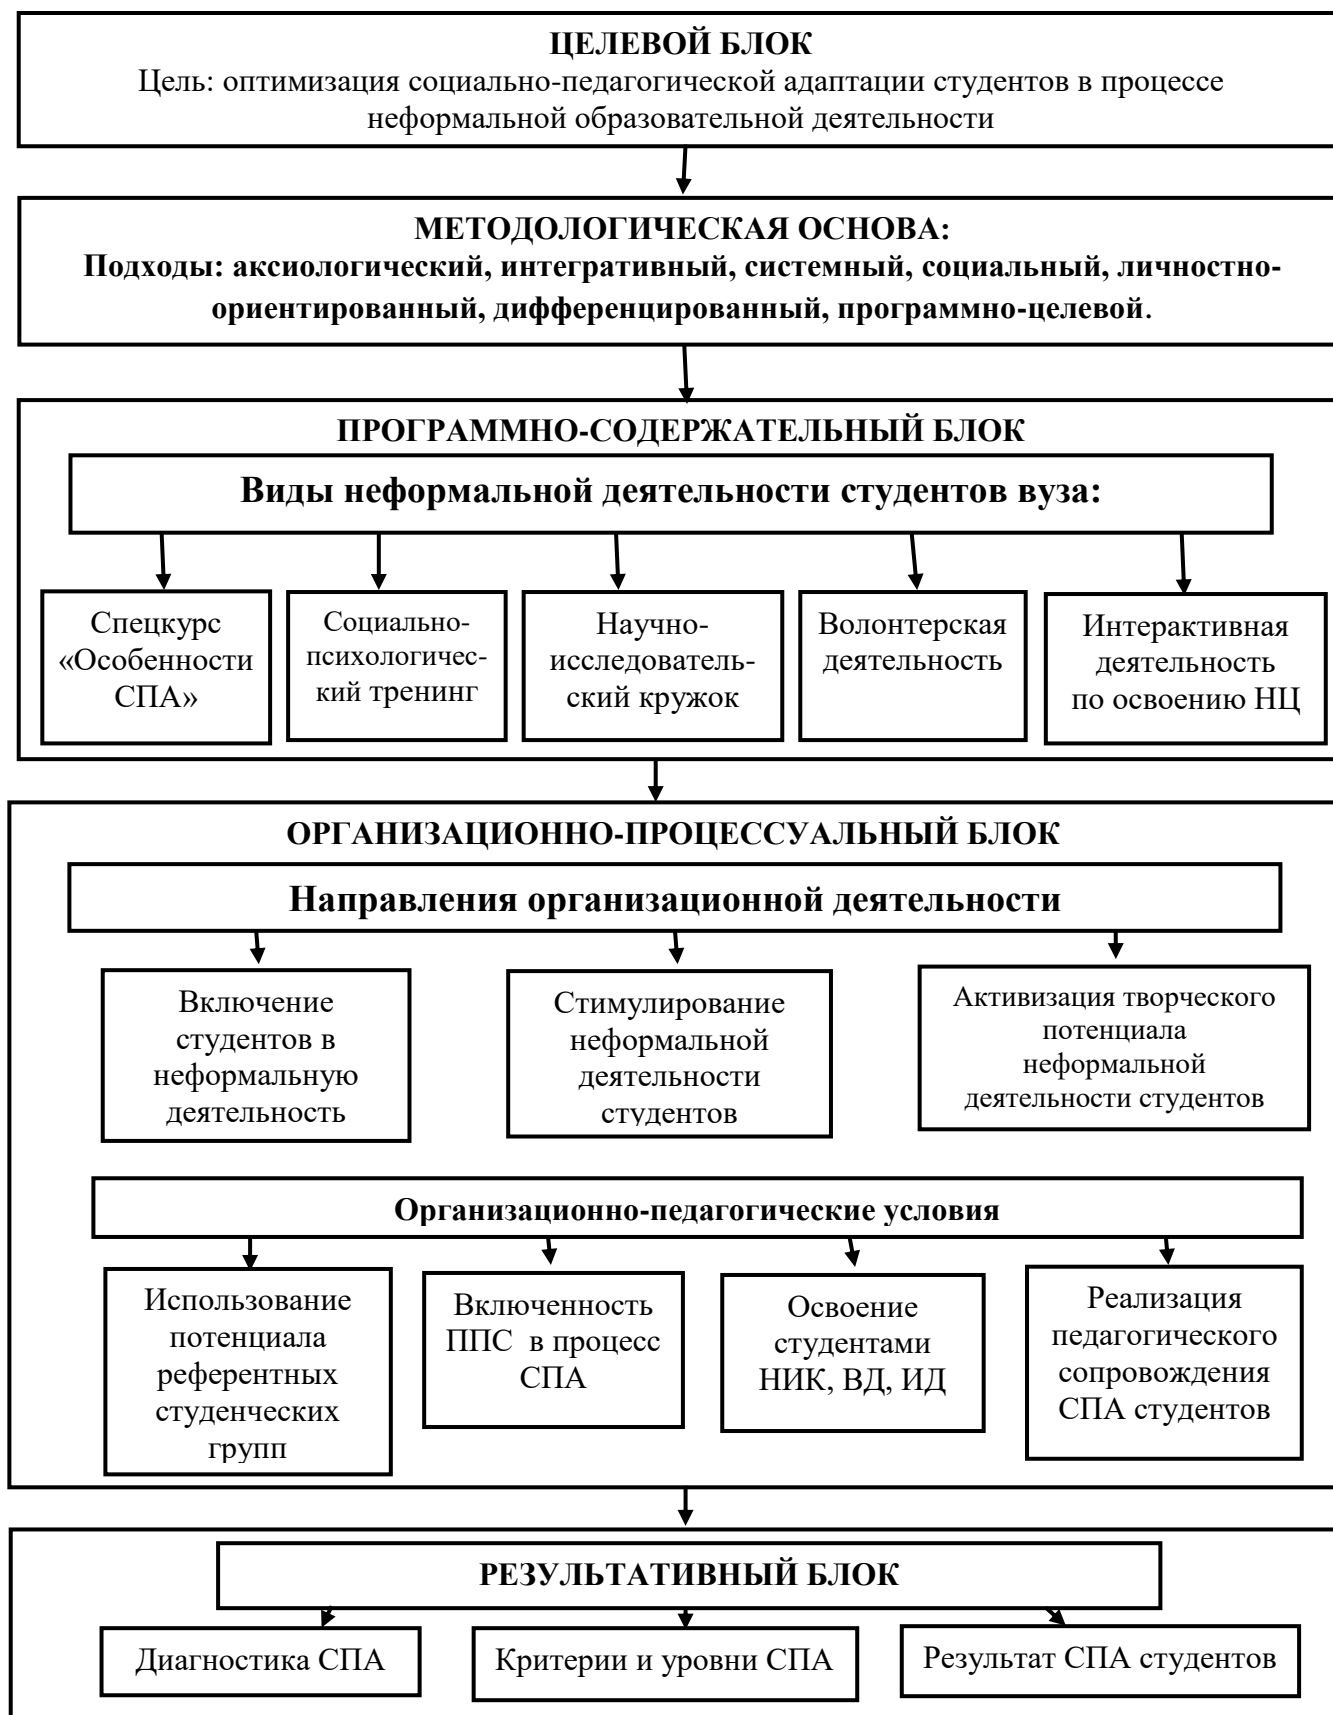 ЦЕЛЕВОЙ БЛОК
Цель: оптимизация социально-педагогической адаптации студентов в процессе
неформальной образовательной деятельности
МЕТОДОЛОГИЧЕСКАЯ ОСНОВА:
Подходы: аксиологический, интегративный, системный, социальный, личностно-
ориентированный, дифференцированный, программно-целевой.
ПРОГРАММНО-СОДЕРЖАТЕЛЬНЫЙ БЛОК
Виды неформальной деятельности студентов вуза:
Спецкурс
«Особенности
СПА»
Социально-
психологичес-
кий тренинг
Научно-
исследователь-
ский кружок
Волонтерская
деятельность
Интерактивная
деятельность
по освоению НЦ
ОРГАНИЗАЦИОННО-ПРОЦЕССУАЛЬНЫЙ БЛОК
Направления организационной деятельности
Включение
студентов в
неформальную
деятельность
Стимулирование
неформальной
деятельности
студентов
Активизация творческого
потенциала
неформальной
деятельности студентов
Организационно-педагогические условия
Использование
потенциала
референтных
студенческих
групп
Включенность
ППС в процесс
СПА
Освоение
студентами
НИК, ВД, ИД
Реализация
педагогического
сопровождения
СПА студентов
РЕЗУЛЬТАТИВНЫЙ БЛОК
Диагностика СПА
Критерии и уровни СПА
Результат СПА студентов